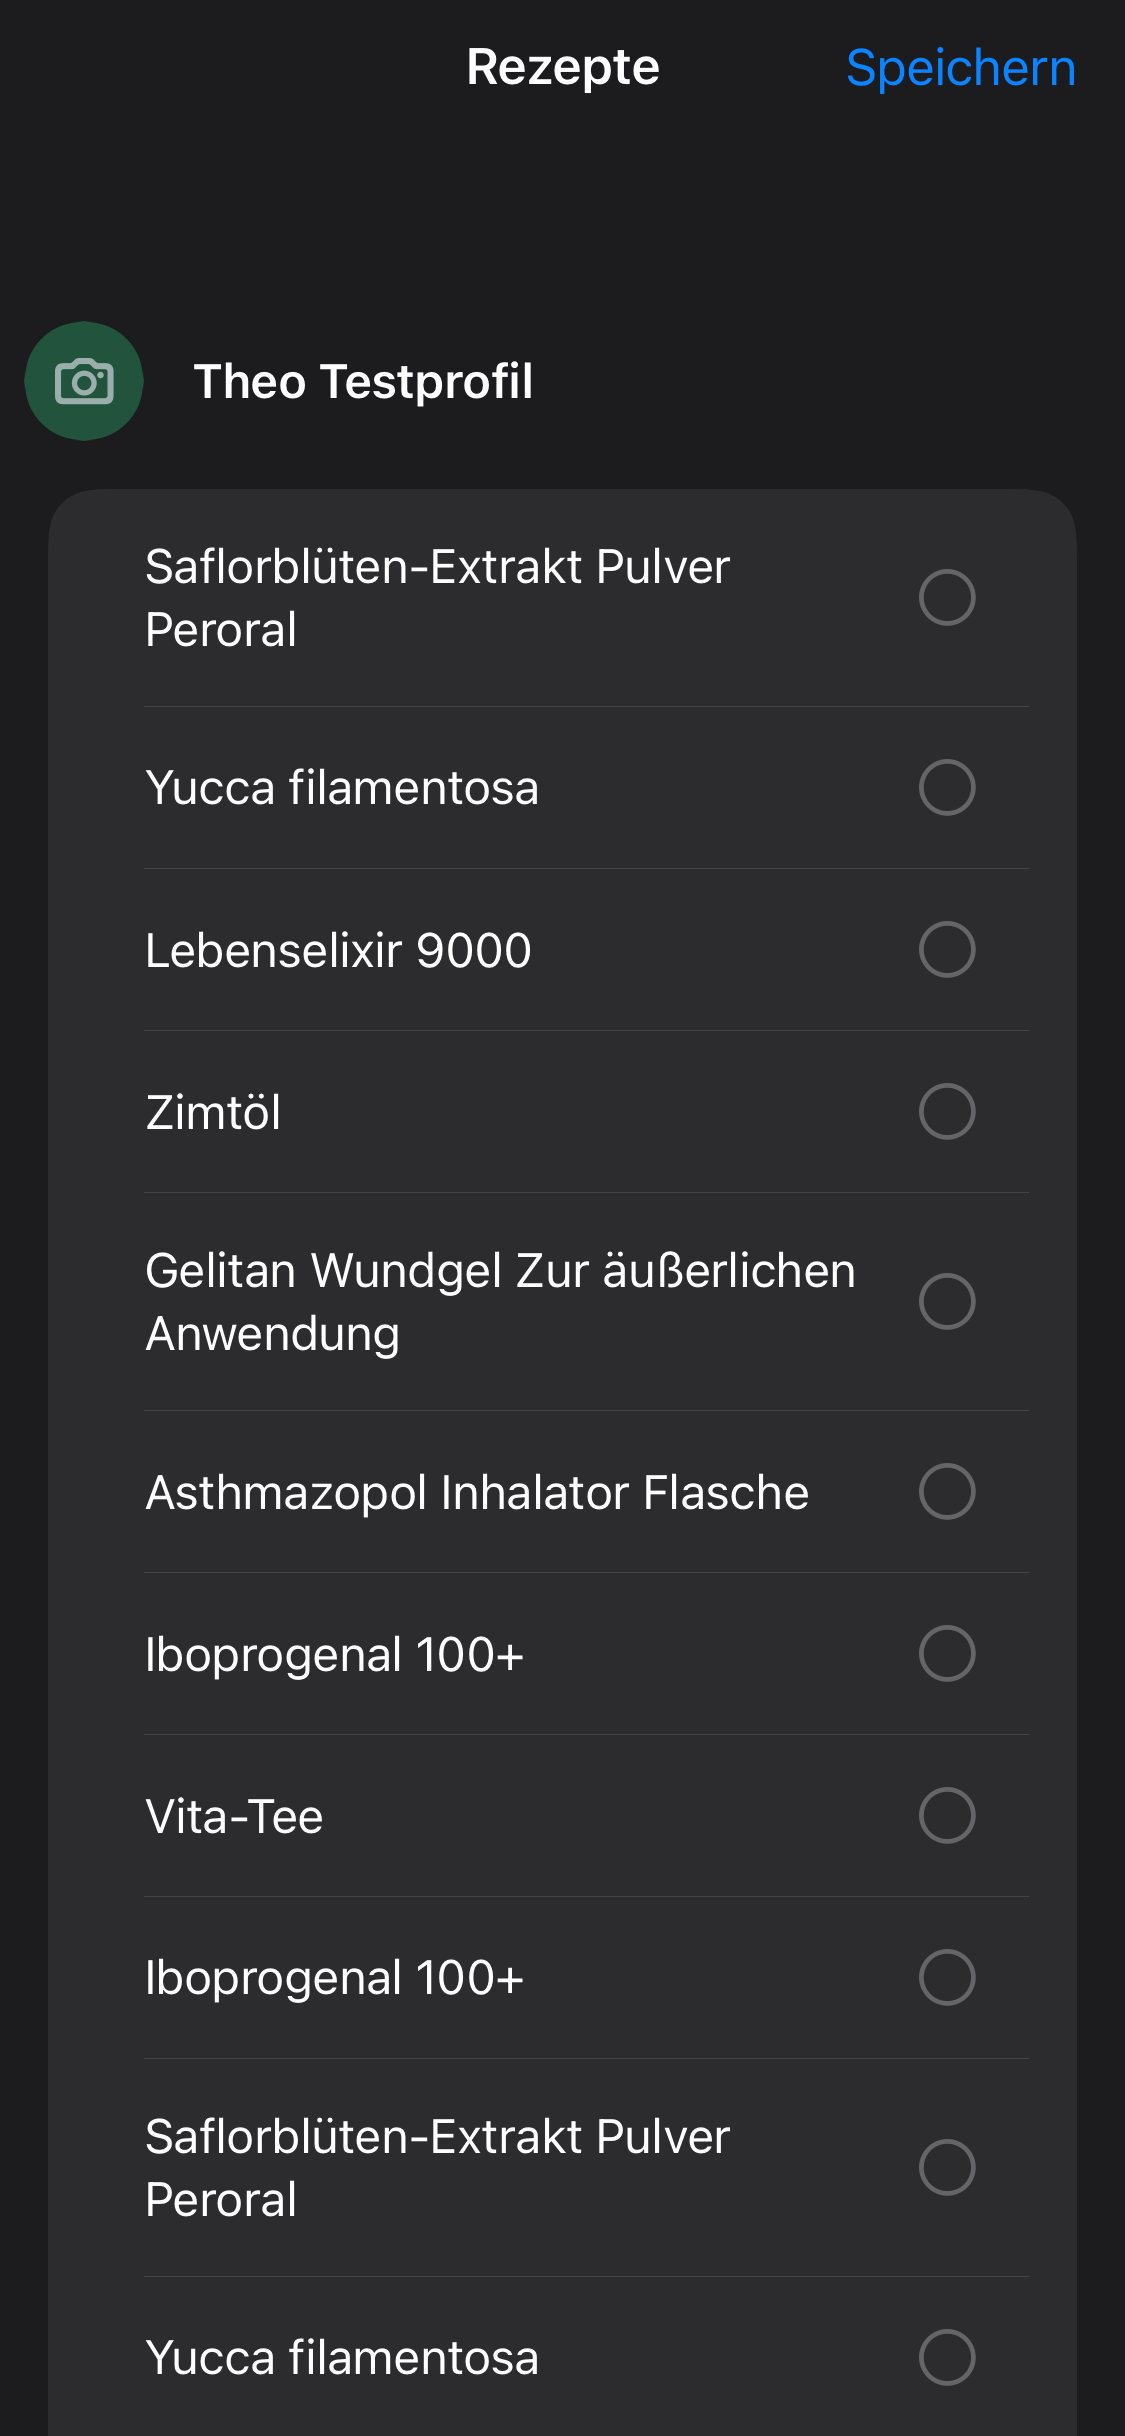 Rezepte
Speichern
Theo Testprofil
Saflorblüten-Extrakt Pulver
Peroral
Yucca filamentosa
Lebenselixir 9000
Zimtöl
Gelitan Wundgel Zur äußerlichen
Anwendung
Asthmazopol Inhalator Flasche
Iboprogenal 100+
Vita-Tee
Iboprogenal 100+
Saflorblüten-Extrakt Pulver
Peroral
Yucca filamentosa